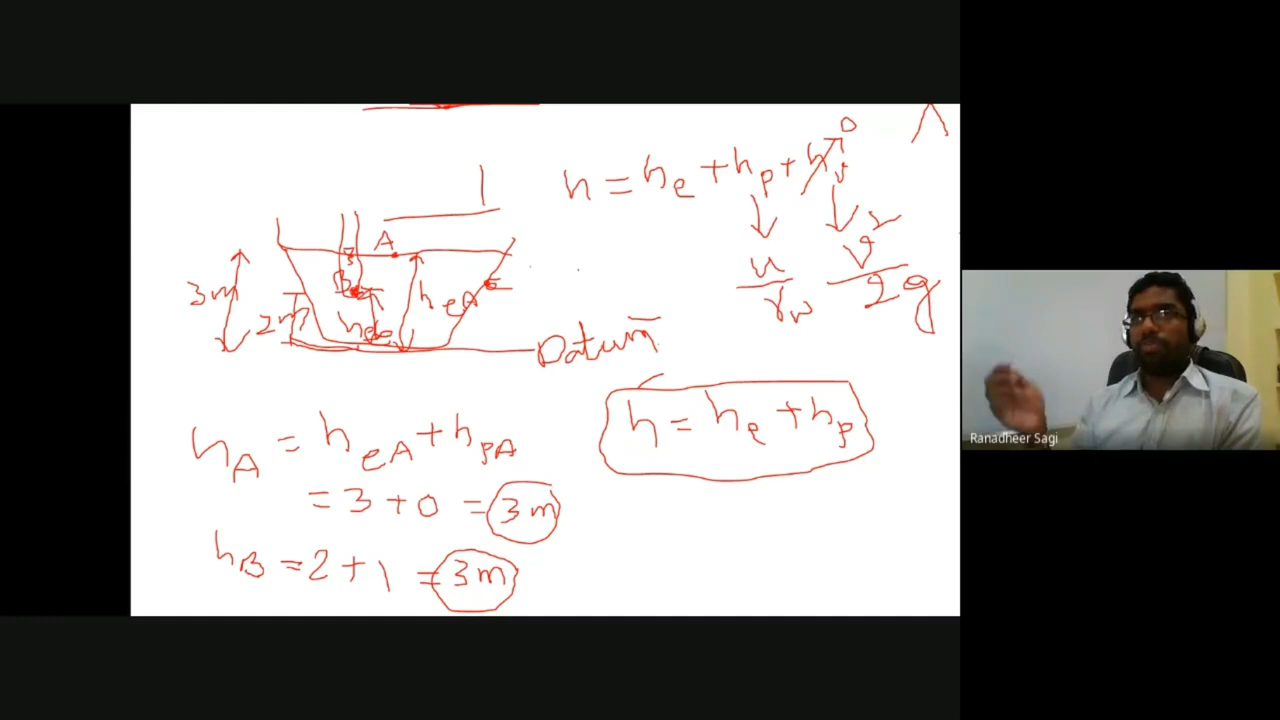 h = he + hp + hv 0
u/γw v²/2g
A
B
C
3m
2m
heB
heA
Datum
hA = heA + hPA
= 3 + 0 = 3m
hB = 2 + 1 = 3m
h = he + hp
Ranadheer Sagi